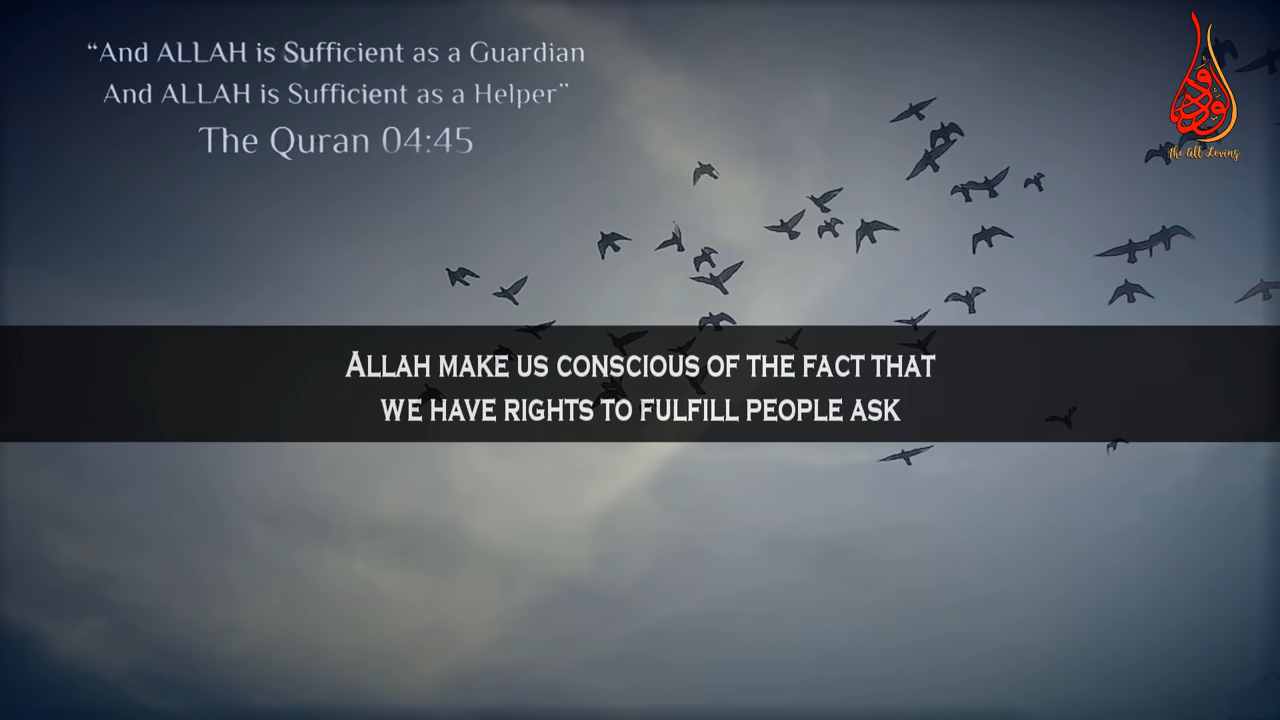 “And ALLAH is Sufficient as a Guardian
And ALLAH is Sufficient as a Helper”
The Quran 04:45
الودود
The All Loving
ALLAH MAKE US CONSCIOUS OF THE FACT THAT
WE HAVE RIGHTS TO FULFILL PEOPLE ASK